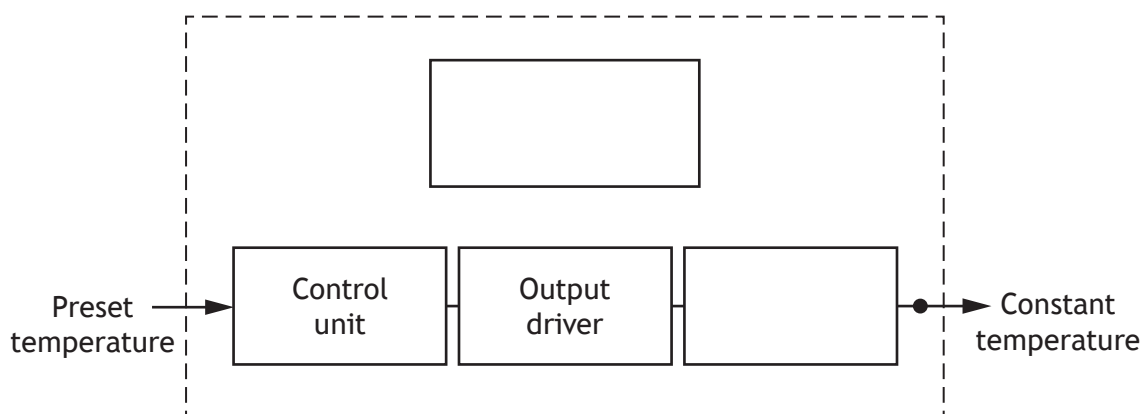 Control
unit
Output
driver
Preset
temperature
Constant
temperature